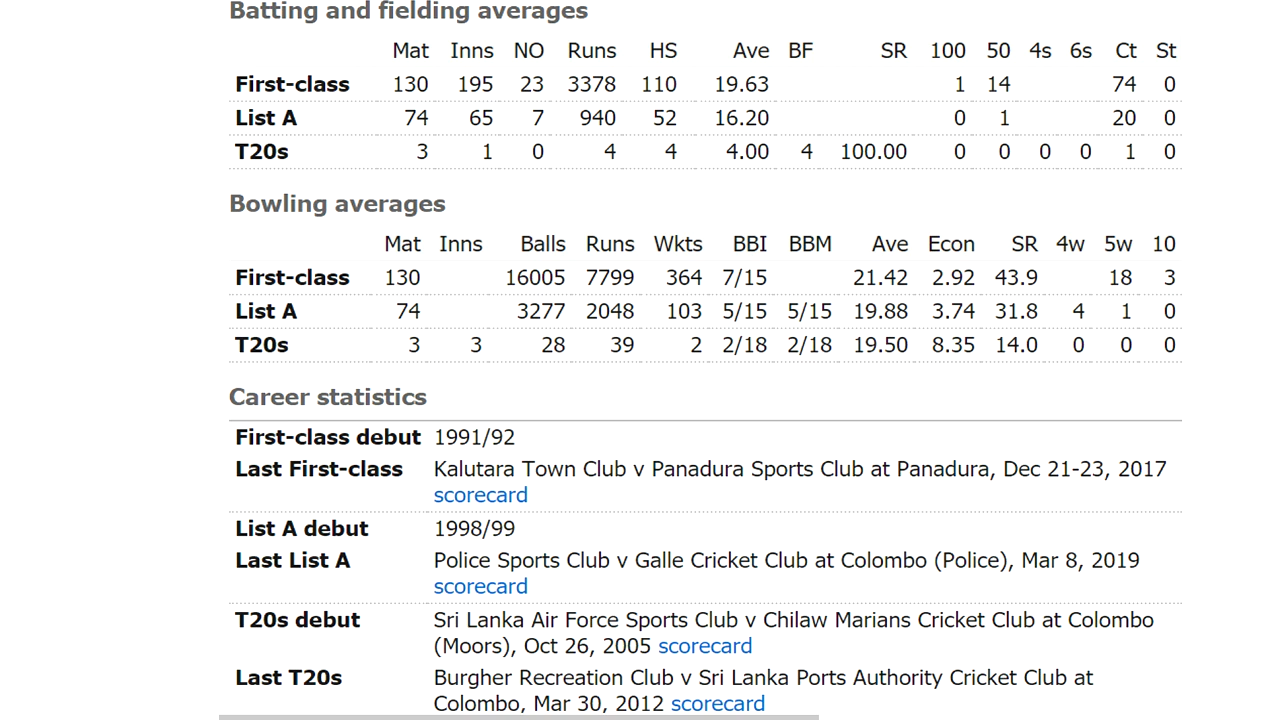 Batting and fielding averages
Mat Inns NO Runs HS Ave BF SR 100 50 4s 6s Ct St
First-class 130 195 23 3378 110 19.63 1 14 74 0
List A 74 65 7 940 52 16.20 0 1 20 0
T20s 3 1 0 4 4 4.00 4 100.00 0 0 0 0 1 0
Bowling averages
Mat Inns Balls Runs Wkts BBI BBM Ave Econ SR 4w 5w 10
First-class 130 16005 7799 364 7/15 21.42 2.92 43.9 18 3
List A 74 3277 2048 103 5/15 5/15 19.88 3.74 31.8 4 1 0
T20s 3 3 28 39 2 2/18 2/18 19.50 8.35 14.0 0 0 0
Career statistics
First-class debut 1991/92
Last First-class Kalutara Town Club v Panadura Sports Club at Panadura, Dec 21-23, 2017
scorecard
List A debut 1998/99
Last List A Police Sports Club v Galle Cricket Club at Colombo (Police), Mar 8, 2019
scorecard
T20s debut Sri Lanka Air Force Sports Club v Chilaw Marians Cricket Club at Colombo
(Moors), Oct 26, 2005 scorecard
Last T20s Burgher Recreation Club v Sri Lanka Ports Authority Cricket Club at
Colombo, Mar 30, 2012 scorecard